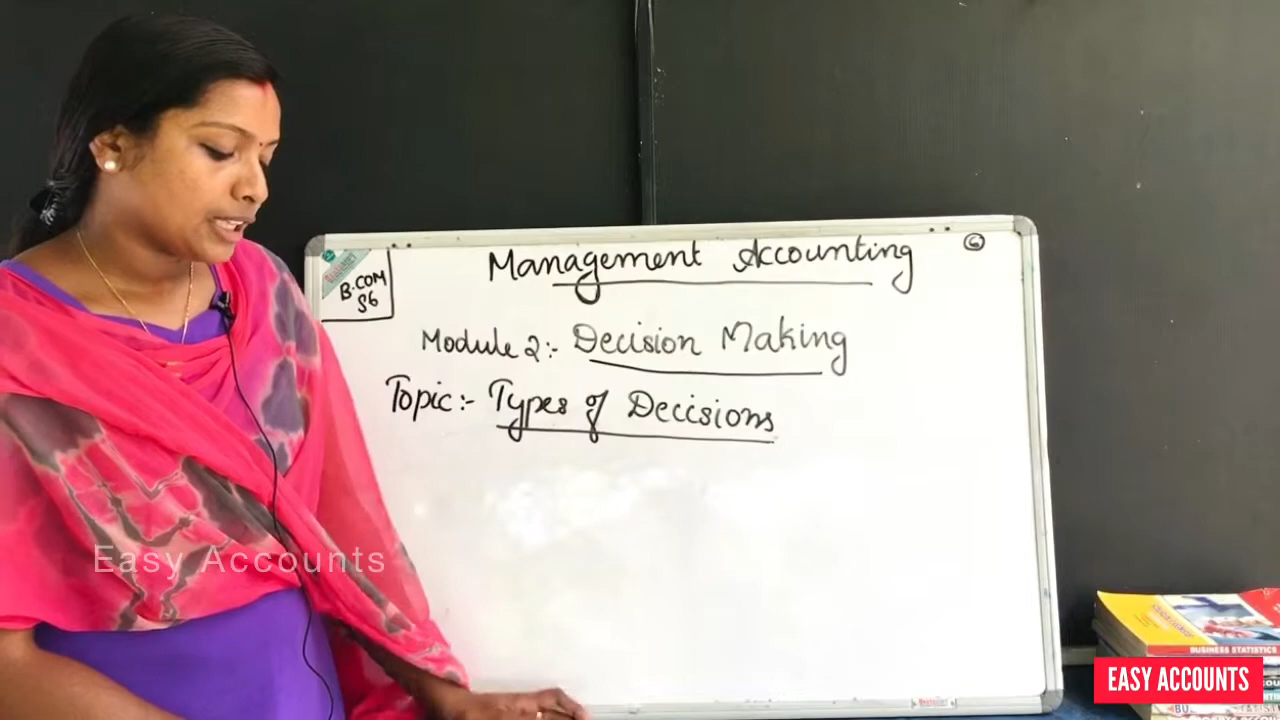 Management Accounting
6
B.COM
S6
Module 2:- Decision Making
Topic:- Types of Decisions
Easy Accounts
BUSINESS STATISTICS
EASY ACCOUNTS